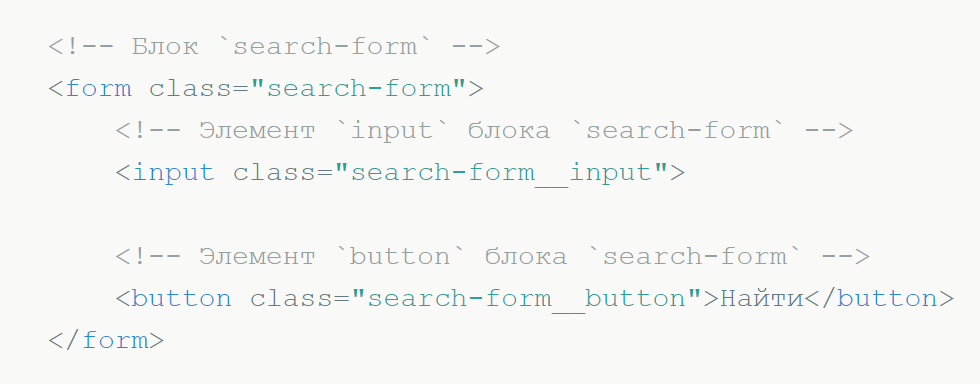 <!-- Блок `search-form` -->
<form class="search-form">
    <!-- Элемент `input` блока `search-form` -->
    <input class="search-form__input">

    <!-- Элемент `button` блока `search-form` -->
    <button class="search-form__button">Найти</button>
</form>